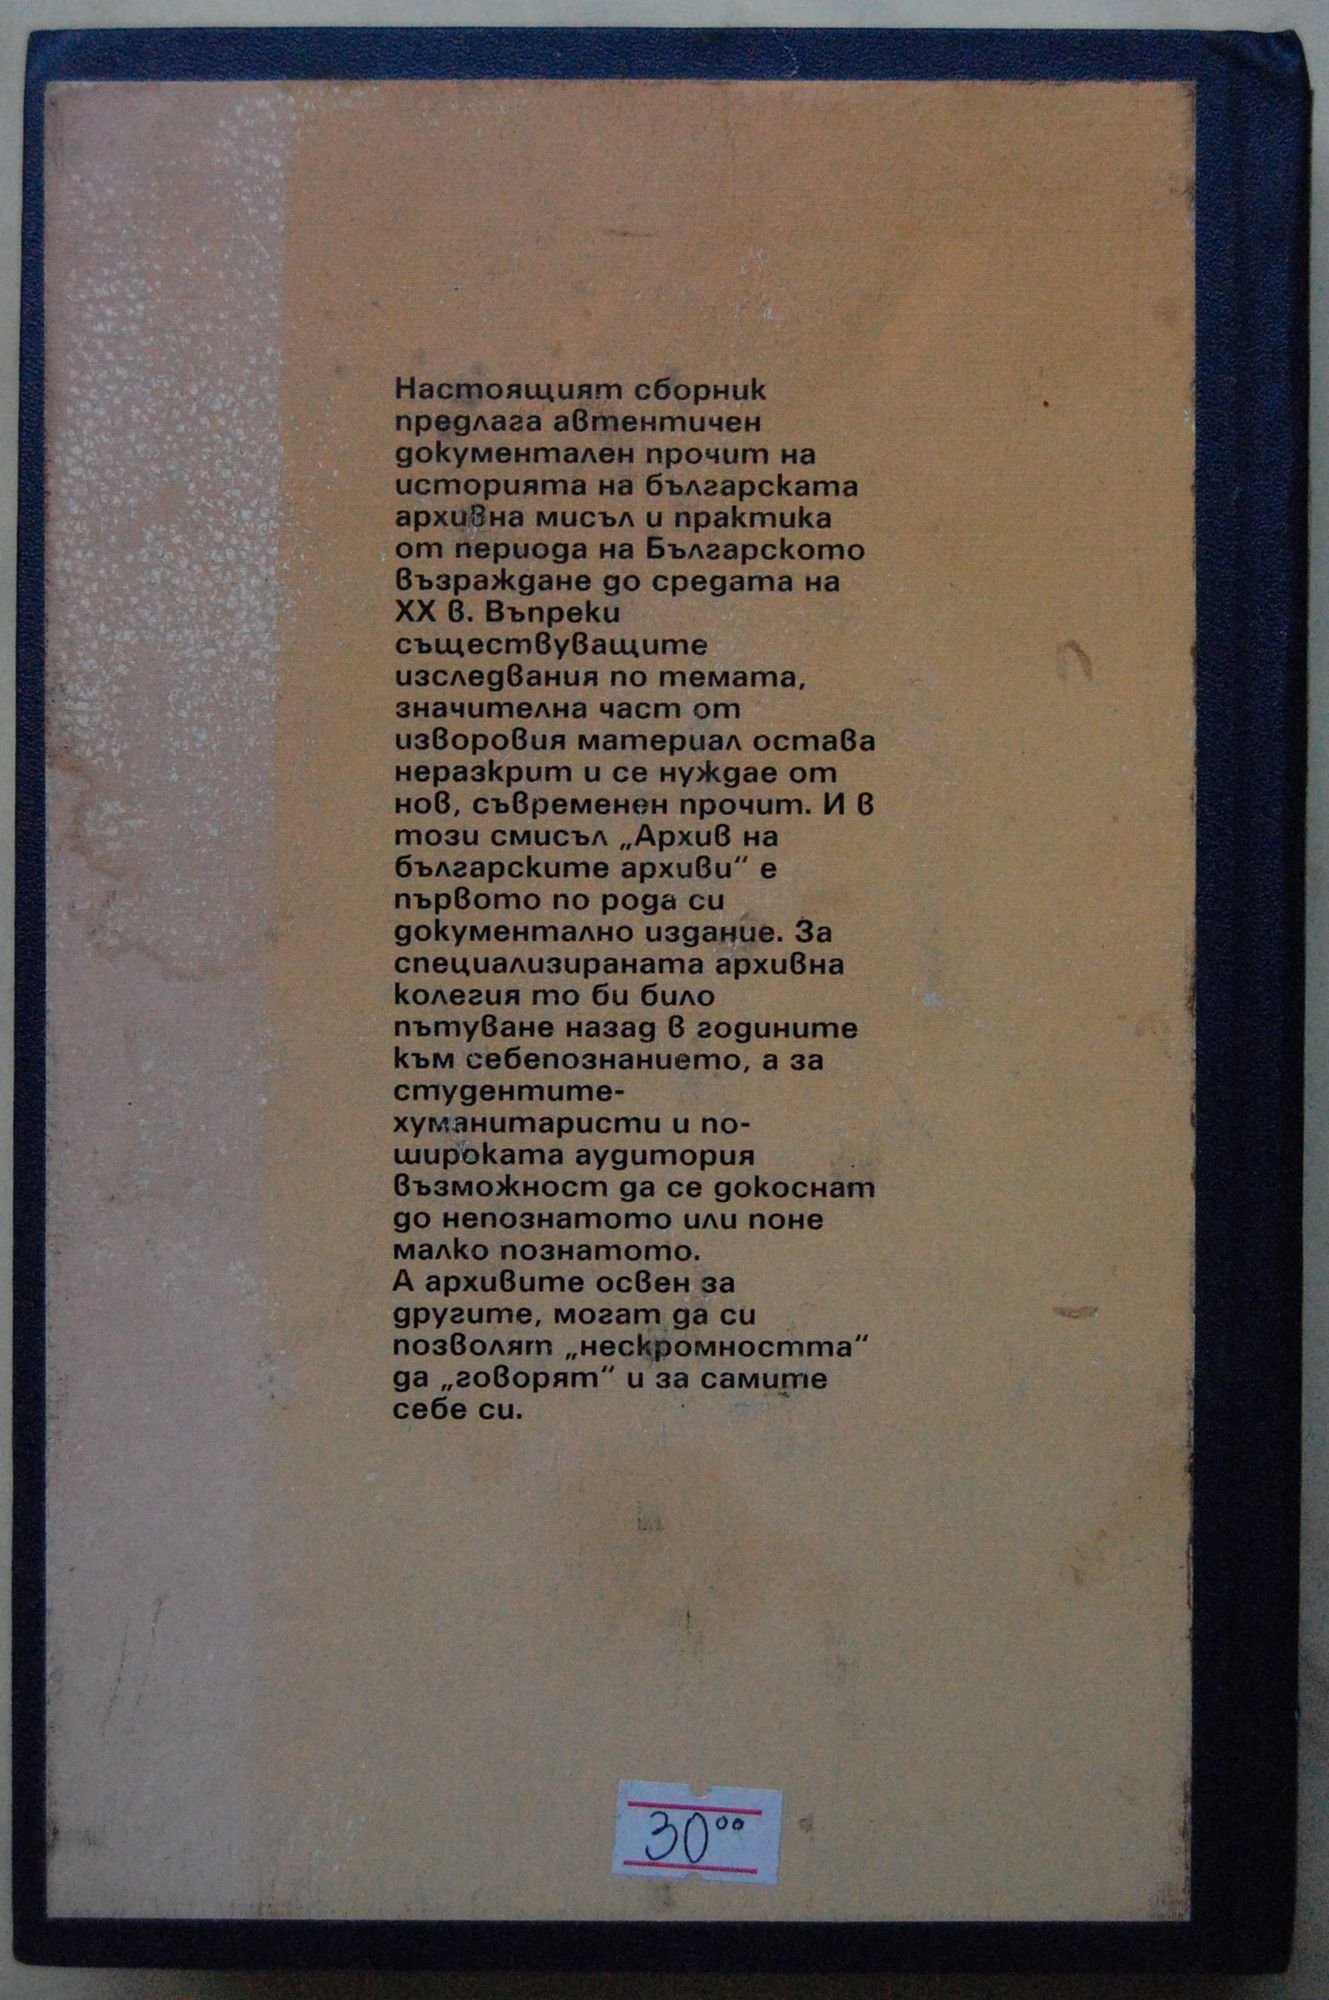 Настоящият сборник
предлага автентичен
документален прочит на
историята на българската
архивна мисъл и практика
от периода на Българското
възраждане до средата на
XX в. Въпреки
съществуващите
изследвания по темата,
значителна част от
изворовия материал остава
неразкрит и се нуждае от
нов, съвременен прочит. И в
този смисъл „Архив на
българските архиви“ е
първото по рода си
документално издание. За
специализираната архивна
колегия то би било
пътуване назад в годините
към себепознанието, а за
студентите-
хуманитаристи и по-
широката аудитория
възможност да се докоснат
до непознатото или поне
малко познатото.
А архивите освен за
другите, могат да си
позволят „нескромността“
да „говорят“ и за самите
себе си.
30⁰⁰